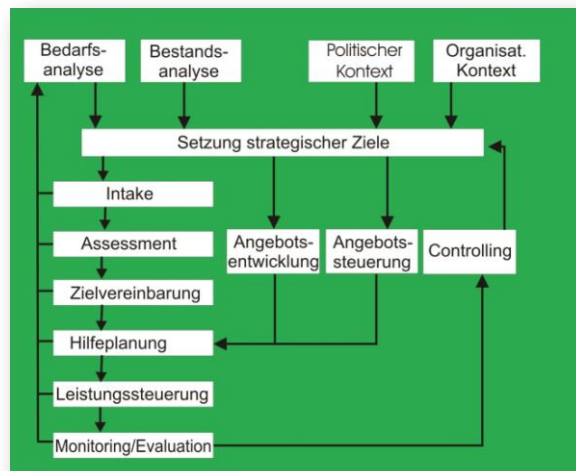 Bedarfs-
analyse
Bestands-
analyse
Politischer
Kontext
Organisat.
Kontext
Setzung strategischer Ziele
Intake
Assessment
Angebots-
entwicklung
Angebots-
steuerung
Controlling
Zielvereinbarung
Hilfeplanung
Leistungssteuerung
Monitoring/Evaluation